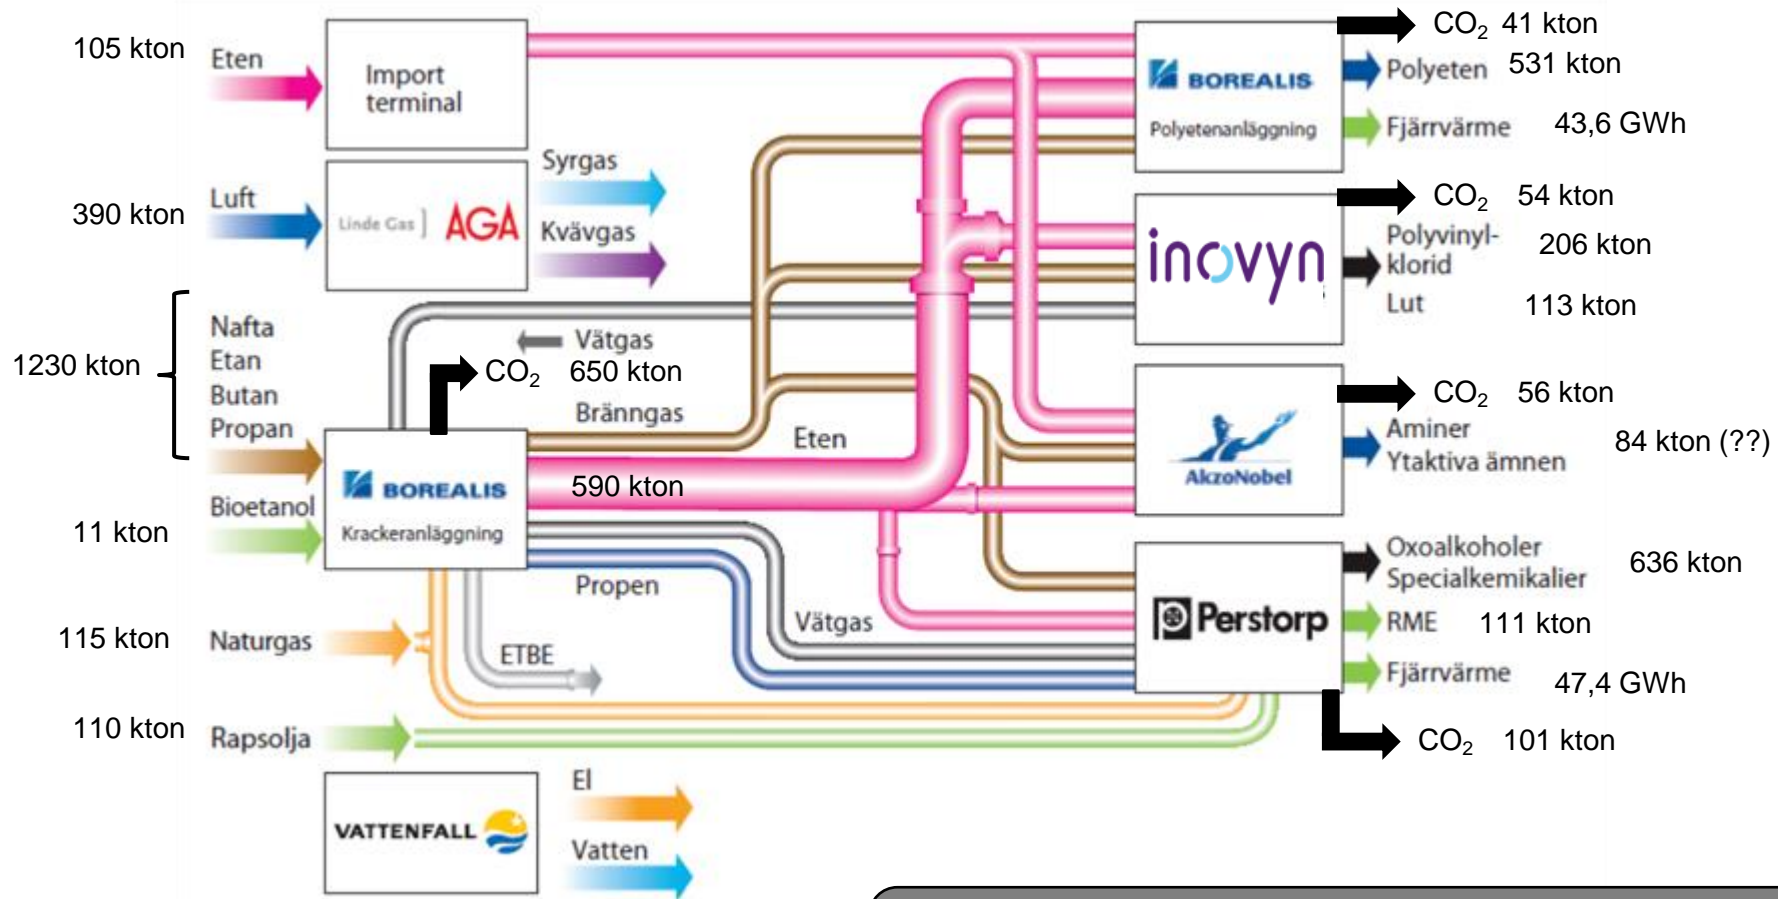 105 kton
Eten
Import
terminal
CO₂ 41 kton
BOREALIS
Polyetenanläggning
Polyeten 531 kton
Fjärrvärme 43,6 GWh
390 kton
Luft
Linde Gas
AGA
Syrgas
Kvävgas
inovyn
CO₂ 54 kton
Polyvinyl-
klorid
206 kton
Lut 113 kton
1230 kton
Nafta
Etan
Butan
Propan
Vätgas
CO₂ 650 kton
Bränngas
Eten
AkzoNobel
CO₂ 56 kton
Aminer
Ytaktiva ämnen
84 kton (??)
BOREALIS
Krackeranläggning
590 kton
11 kton
Bioetanol
Propen
Vätgas
Perstorp
Oxoalkoholer
Specialkemikalier
636 kton
RME 111 kton
Fjärrvärme 47,4 GWh
CO₂ 101 kton
115 kton
Naturgas
ETBE
110 kton
Rapsolja
VATTENFALL
El
Vatten